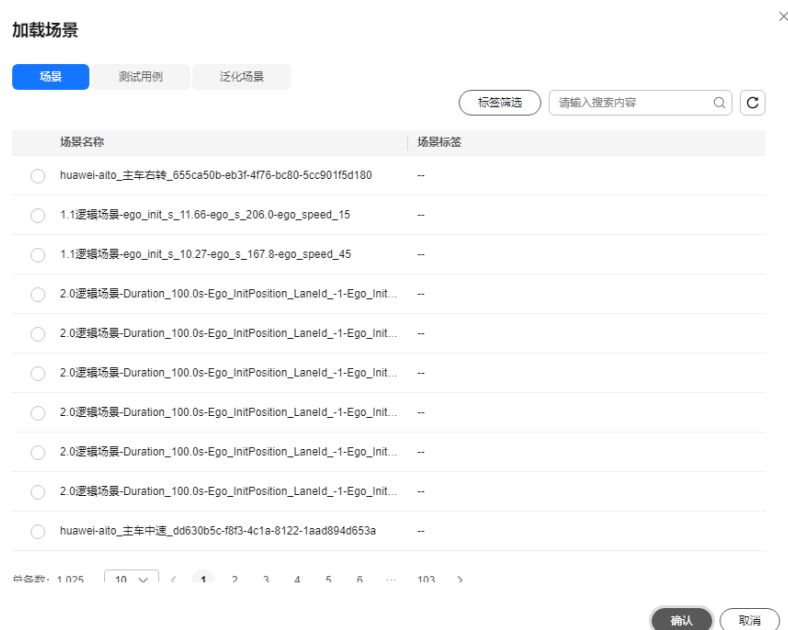 加载场景
场景 测试用例 泛化场景
标签筛选 请输入搜索内容
场景名称 场景标签
huawei-aito_主车右转_655ca50b-eb3f-4f76-bc80-5cc901f5d180 --
1.1逻辑场景-ego_init_s_11.66-ego_s_206.0-ego_speed_15 --
1.1逻辑场景-ego_init_s_10.27-ego_s_167.8-ego_speed_45 --
2.0逻辑场景-Duration_100.0s-Ego_InitPosition_LaneId_-1-Ego_Init... --
2.0逻辑场景-Duration_100.0s-Ego_InitPosition_LaneId_-1-Ego_Init... --
2.0逻辑场景-Duration_100.0s-Ego_InitPosition_LaneId_-1-Ego_Init... --
2.0逻辑场景-Duration_100.0s-Ego_InitPosition_LaneId_-1-Ego_Init... --
2.0逻辑场景-Duration_100.0s-Ego_InitPosition_LaneId_-1-Ego_Init... --
2.0逻辑场景-Duration_100.0s-Ego_InitPosition_LaneId_-1-Ego_Init... --
huawei-aito_主车中速_dd630b5c-f8f3-4c1a-8122-1aad894d653a --
总条数: 1,025 10 < 1 2 3 4 5 6 ... 103 >
确认 取消